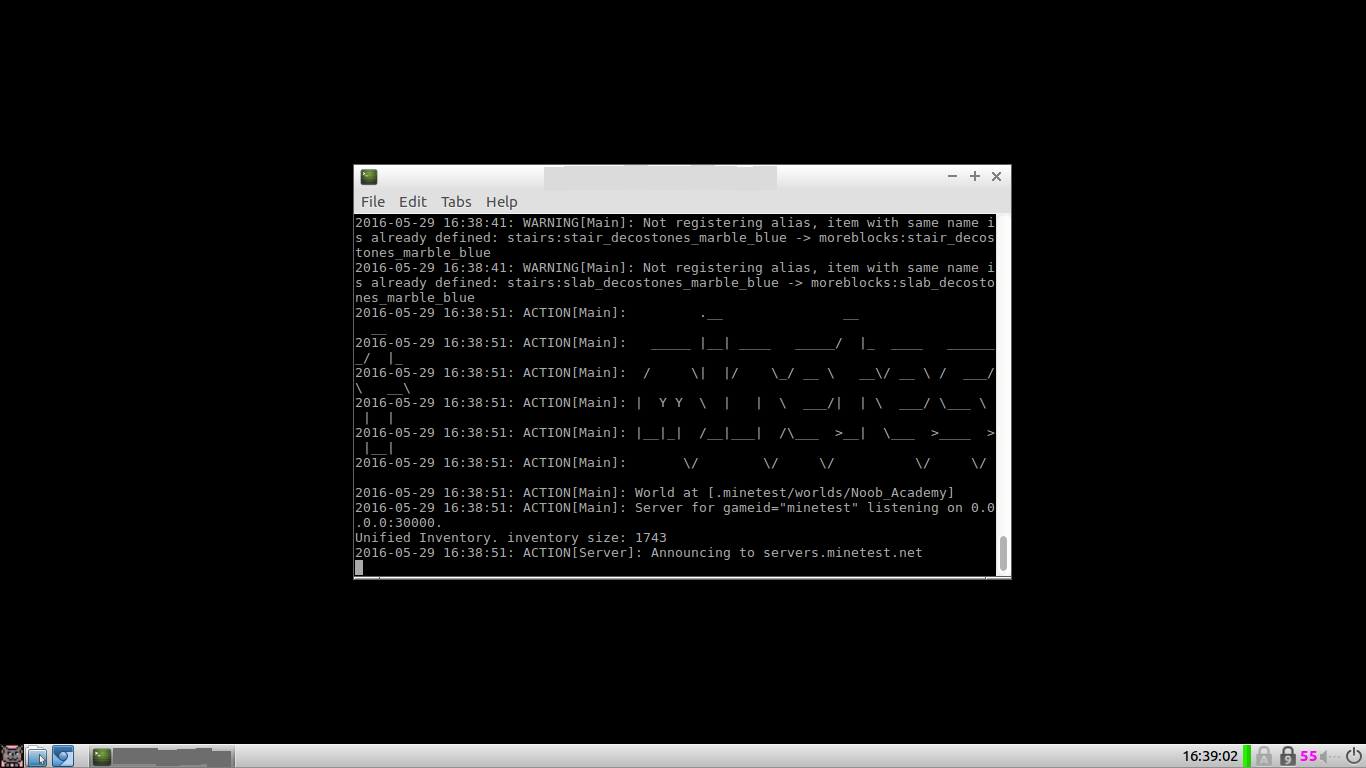 File Edit Tabs Help
2016-05-29 16:38:41: WARNING[Main]: Not registering alias, item with same name i
s already defined: stairs:stair_decostones_marble_blue -> moreblocks:stair_decos
tones_marble_blue
2016-05-29 16:38:41: WARNING[Main]: Not registering alias, item with same name i
s already defined: stairs:slab_decostones_marble_blue -> moreblocks:slab_decosto
nes_marble_blue
2016-05-29 16:38:51: ACTION[Main]:         .__               __
  __
2016-05-29 16:38:51: ACTION[Main]:   _____ |__| ____   _____/  |_  ____   ______
_/  |_
2016-05-29 16:38:51: ACTION[Main]:  /     \|  |/    \_/ __ \   __\/ __ \ /  ___/
\   __\
2016-05-29 16:38:51: ACTION[Main]: |  Y Y  \  |   |  \  ___/|  | \  ___/ \___ \
 |  |
2016-05-29 16:38:51: ACTION[Main]: |__|_|  /__|___|  /\___  >__|  \___  >____  >
 |__|
2016-05-29 16:38:51: ACTION[Main]:       \/        \/     \/          \/     \/
2016-05-29 16:38:51: ACTION[Main]: World at [.minetest/worlds/Noob_Academy]
2016-05-29 16:38:51: ACTION[Main]: Server for gameid="minetest" listening on 0.0
.0.0:30000.
Unified Inventory. inventory size: 1743
2016-05-29 16:38:51: ACTION[Server]: Announcing to servers.minetest.net
16:39:02 A 9 55